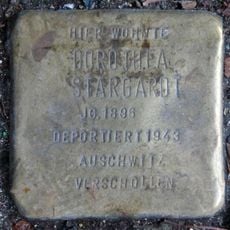 HIER WOHNTE
DOROTHEA
STARGARDT
JG. 1896
DEPORTIERT 1943
AUSCHWITZ
VERSCHOLLEN